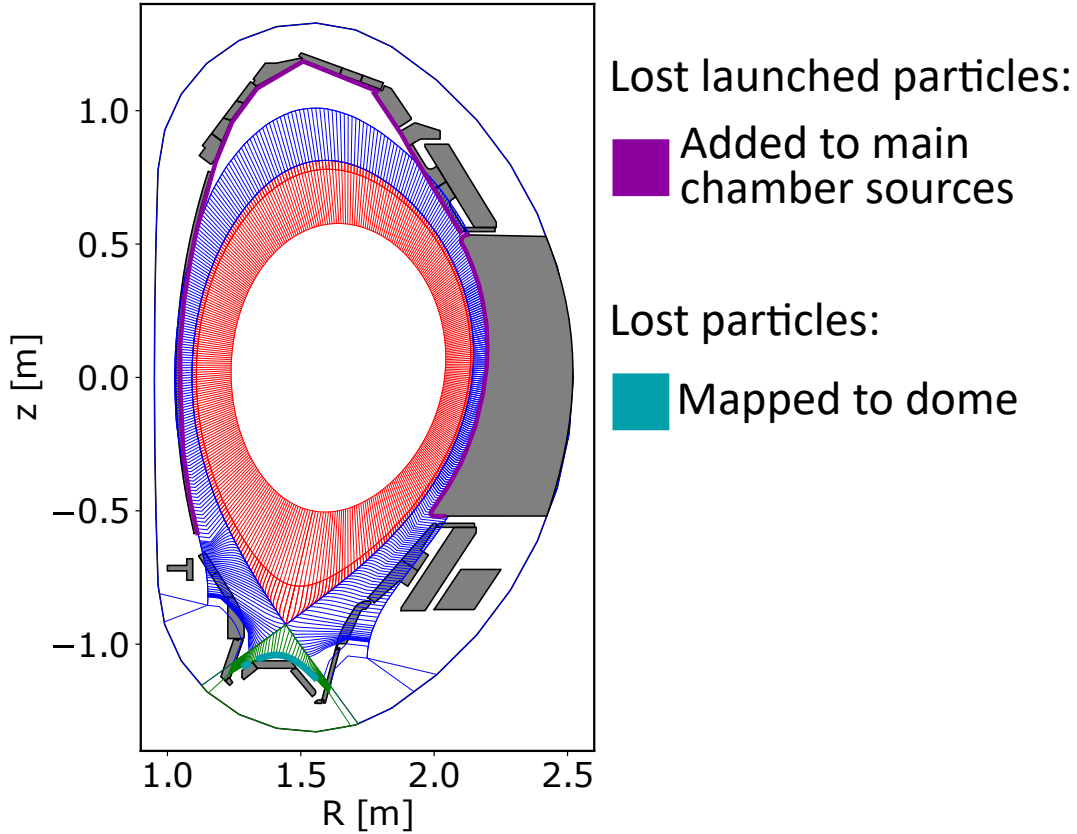 1.0
0.5
0.0
−0.5
−1.0
z [m]
1.0 1.5 2.0 2.5
R [m]
Lost launched particles:
Added to main
chamber sources
Lost particles:
Mapped to dome